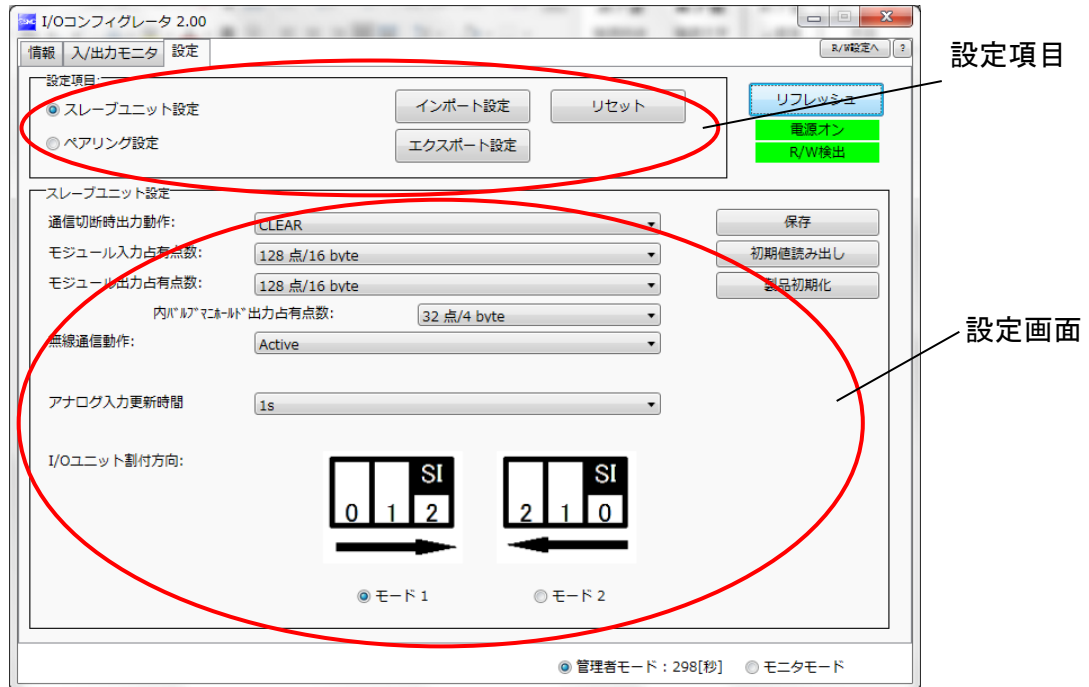 I/Oコンフィグレータ 2.00
情報 入/出力モニタ 設定 R/W設定へ ?
設定項目
設定項目:
スレーブユニット設定 インポート設定 リセット リフレッシュ
電源オン
ペアリング設定 エクスポート設定 R/W検出
スレーブユニット設定
通信切断時出力動作: CLEAR 保存
モジュール入力占有点数: 128 点/16 byte 初期値読み出し
モジュール出力占有点数: 128 点/16 byte 製品初期化
内バルブマニホールド出力占有点数: 32 点/4 byte
設定画面
無線通信動作: Active
アナログ入力更新時間 1s
I/Oユニット割付方向:
SI SI
0 1 2 2 1 0
モード 1 モード 2
管理者モード : 298[秒] モニタモード